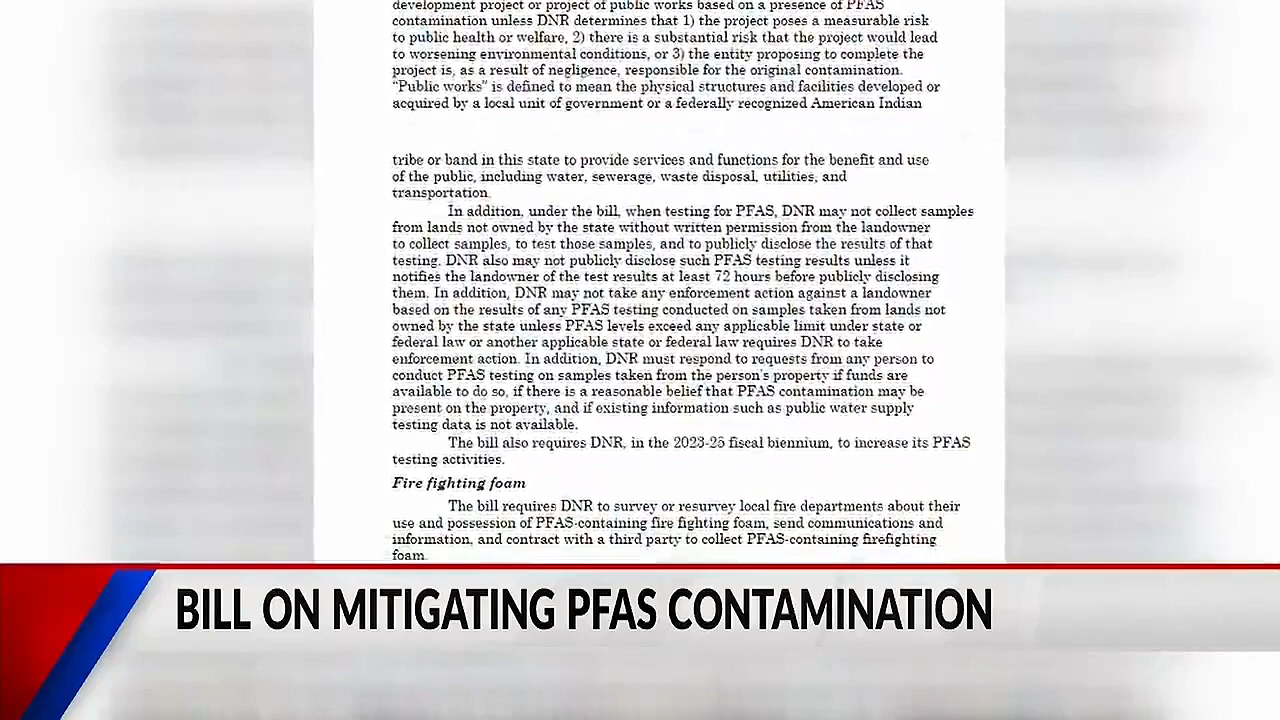 development project or project of public works based on a presence of PFAS
contamination unless DNR determines that 1) the project poses a measurable risk
to public health or welfare, 2) there is a substantial risk that the project would lead
to worsening environmental conditions, or 3) the entity proposing to complete the
project is, as a result of negligence, responsible for the original contamination.
“Public works” is defined to mean the physical structures and facilities developed or
acquired by a local unit of government or a federally recognized American Indian
tribe or band in this state to provide services and functions for the benefit and use
of the public, including water, sewerage, waste disposal, utilities, and
transportation.
In addition, under the bill, when testing for PFAS, DNR may not collect samples
from lands not owned by the state without written permission from the landowner
to collect samples, to test those samples, and to publicly disclose the results of that
testing. DNR also may not publicly disclose such PFAS testing results unless it
notifies the landowner of the test results at least 72 hours before publicly disclosing
them. In addition, DNR may not take any enforcement action against a landowner
based on the results of any PFAS testing conducted on samples taken from lands not
owned by the state unless PFAS levels exceed any applicable limit under state or
federal law or another applicable state or federal law requires DNR to take
enforcement action. In addition, DNR must respond to requests from any person to
conduct PFAS testing on samples taken from the person's property if funds are
available to do so, if there is a reasonable belief that PFAS contamination may be
present on the property, and if existing information such as public water supply
testing data is not available.
The bill also requires DNR, in the 2023-25 fiscal biennium, to increase its PFAS
testing activities.
Fire fighting foam
The bill requires DNR to survey or resurvey local fire departments about their
use and possession of PFAS-containing fire fighting foam, send communications and
information, and contract with a third party to collect PFAS-containing firefighting
foam.
BILL ON MITIGATING PFAS CONTAMINATION